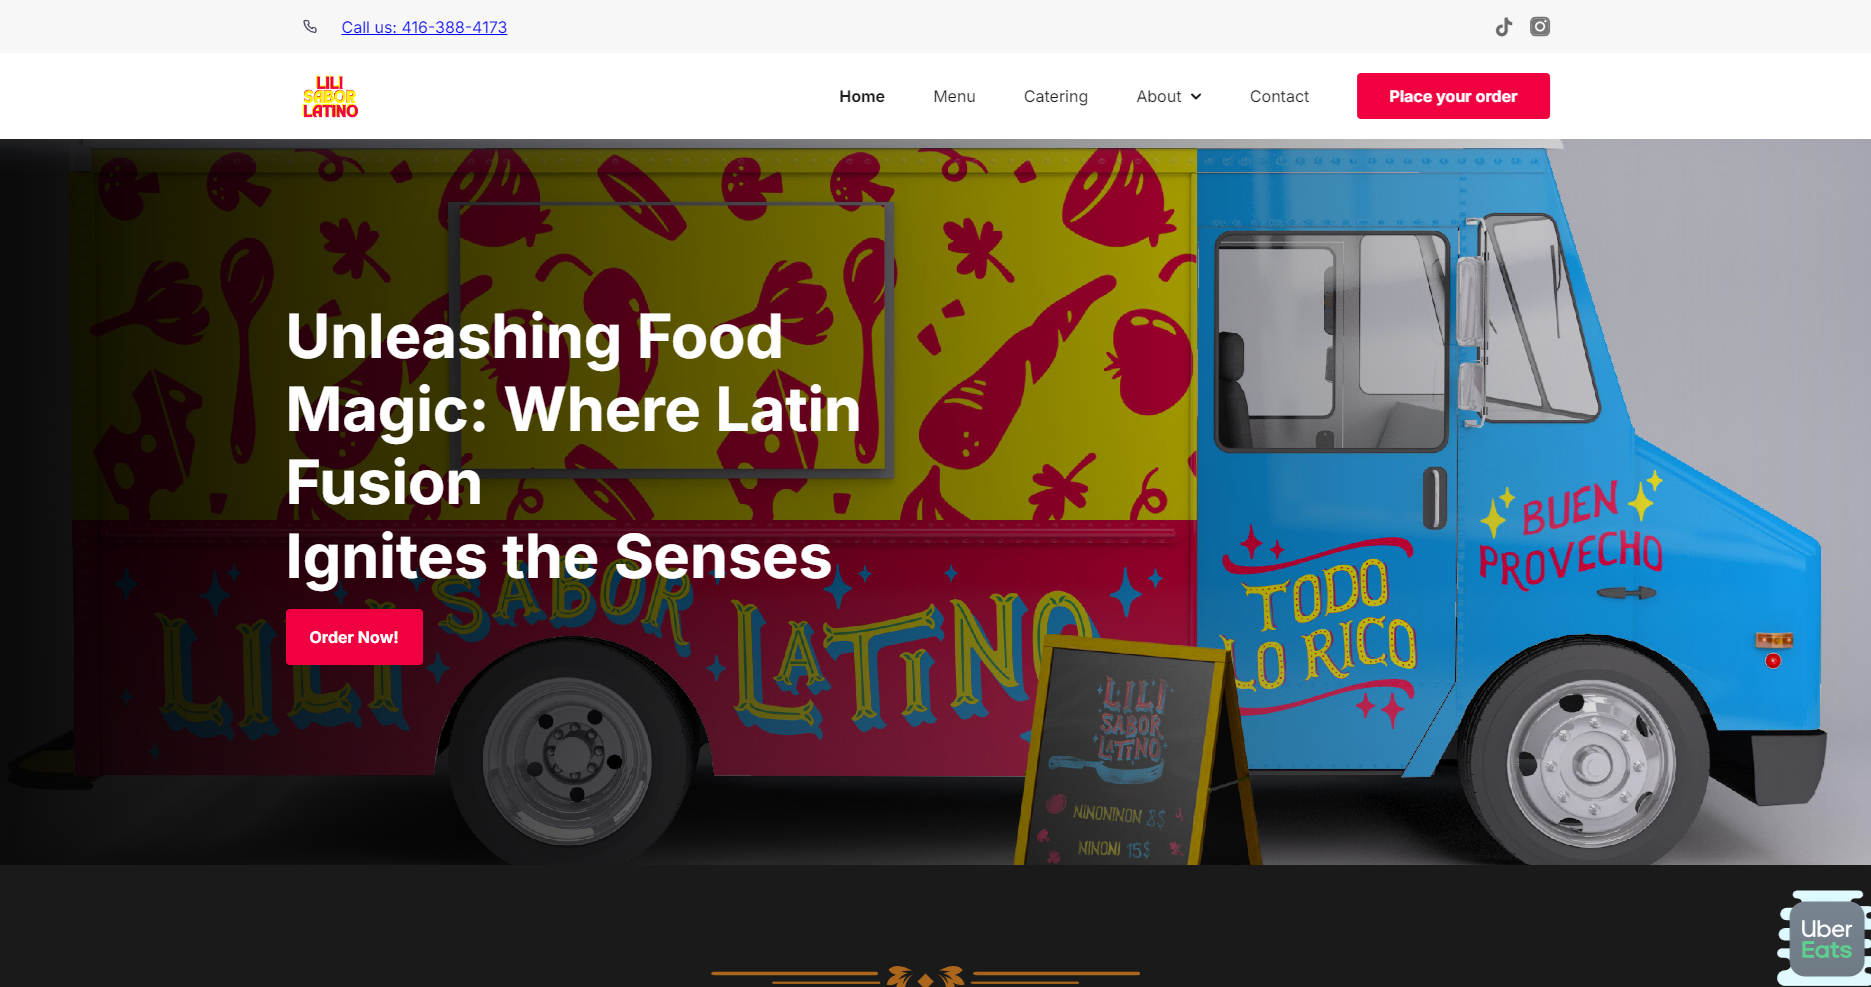 Call us: 416-388-4173
LILI
SABOR
LATINO
Home
Menu
Catering
About
Contact
Place your order
Unleashing Food
Magic: Where Latin
Fusion
Ignites the Senses
Order Now!
LILI SABOR LATINO
TODO
LO RICO
BUEN
PROVECHO
LILI
SABOR
LATINO
NINONINON 8$
NINONI 15$
Uber
Eats